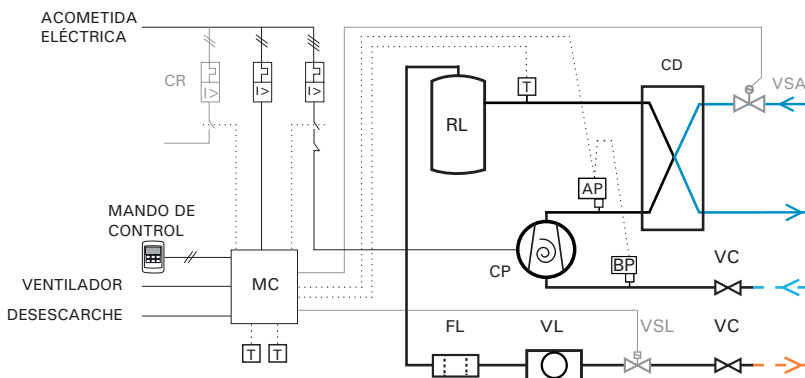 ACOMETIDA
ELÉCTRICA
CR
I>
I>
I>
T
CD
VSA
RL
AP
MANDO DE
CONTROL
CP
BP
VC
VENTILADOR
MC
DESESCARCHE
FL
VL
VSL
VC
T
T